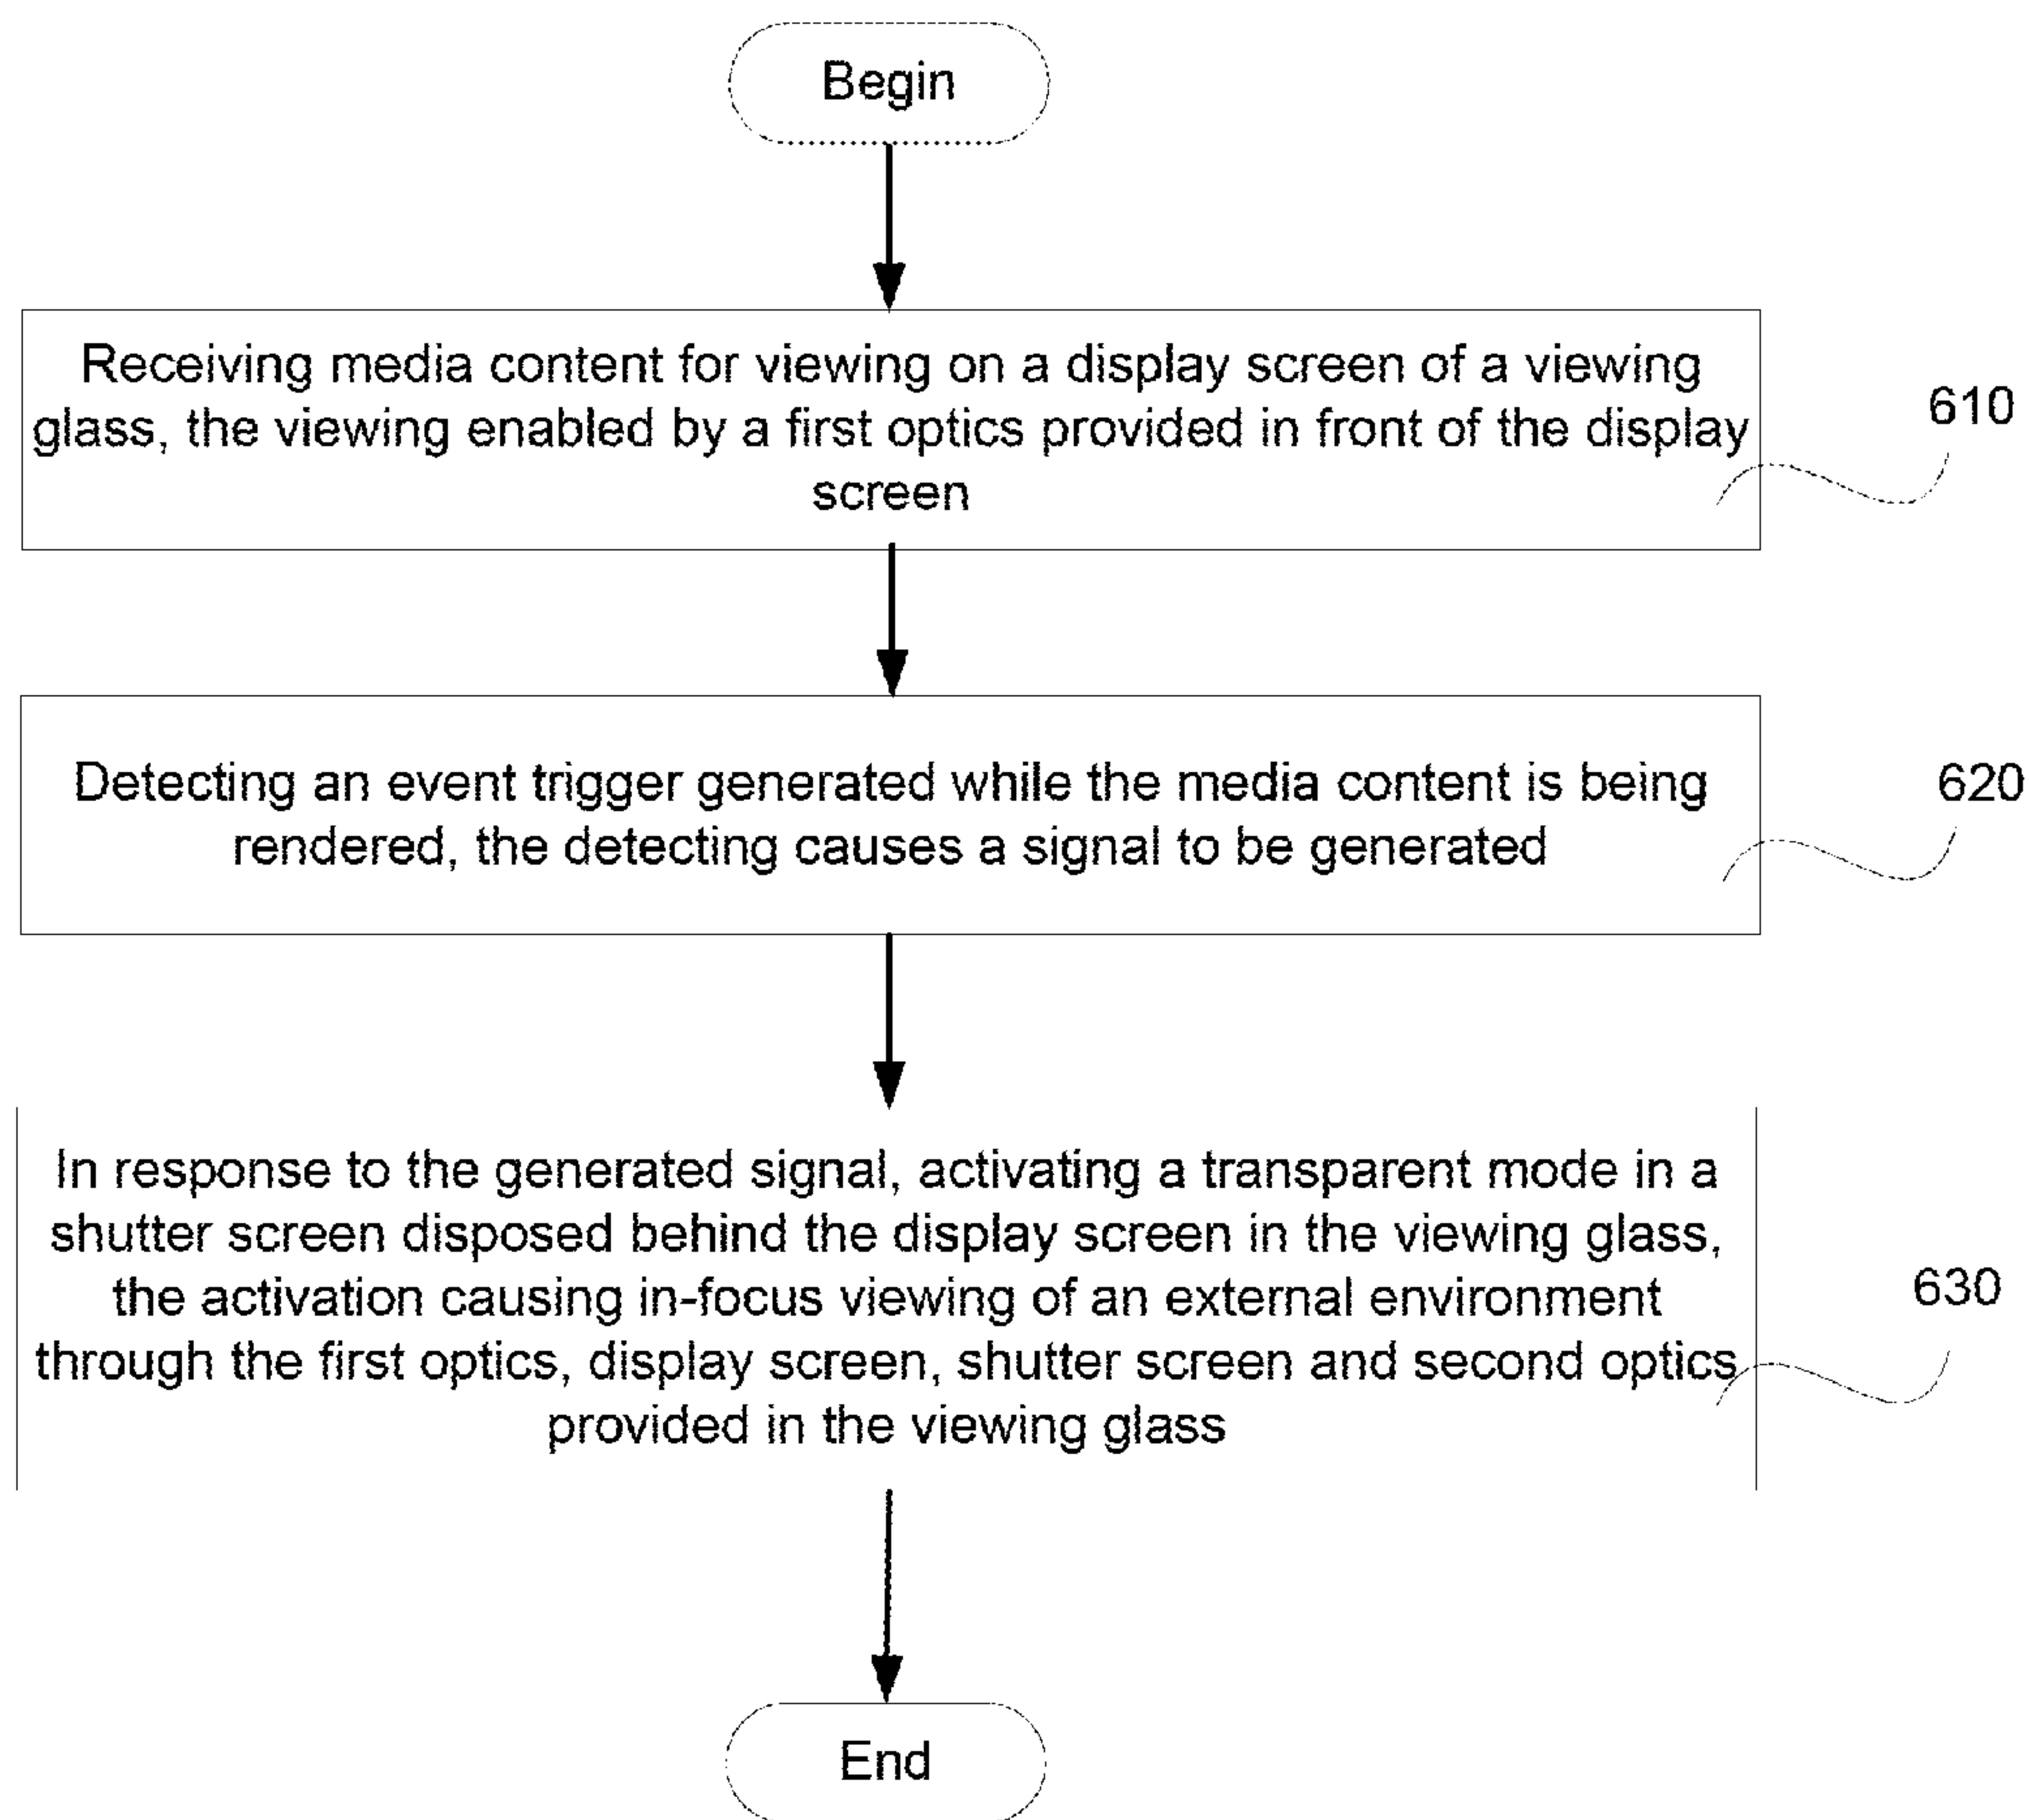 Begin
Receiving media content for viewing on a display screen of a viewing
glass, the viewing enabled by a first optics provided in front of the display
screen
610
Detecting an event trigger generated while the media content is being
rendered, the detecting causes a signal to be generated
620
In response to the generated signal, activating a transparent mode in a
shutter screen disposed behind the display screen in the viewing glass,
the activation causing in-focus viewing of an external environment
through the first optics, display screen, shutter screen and second optics
provided in the viewing glass
630
End